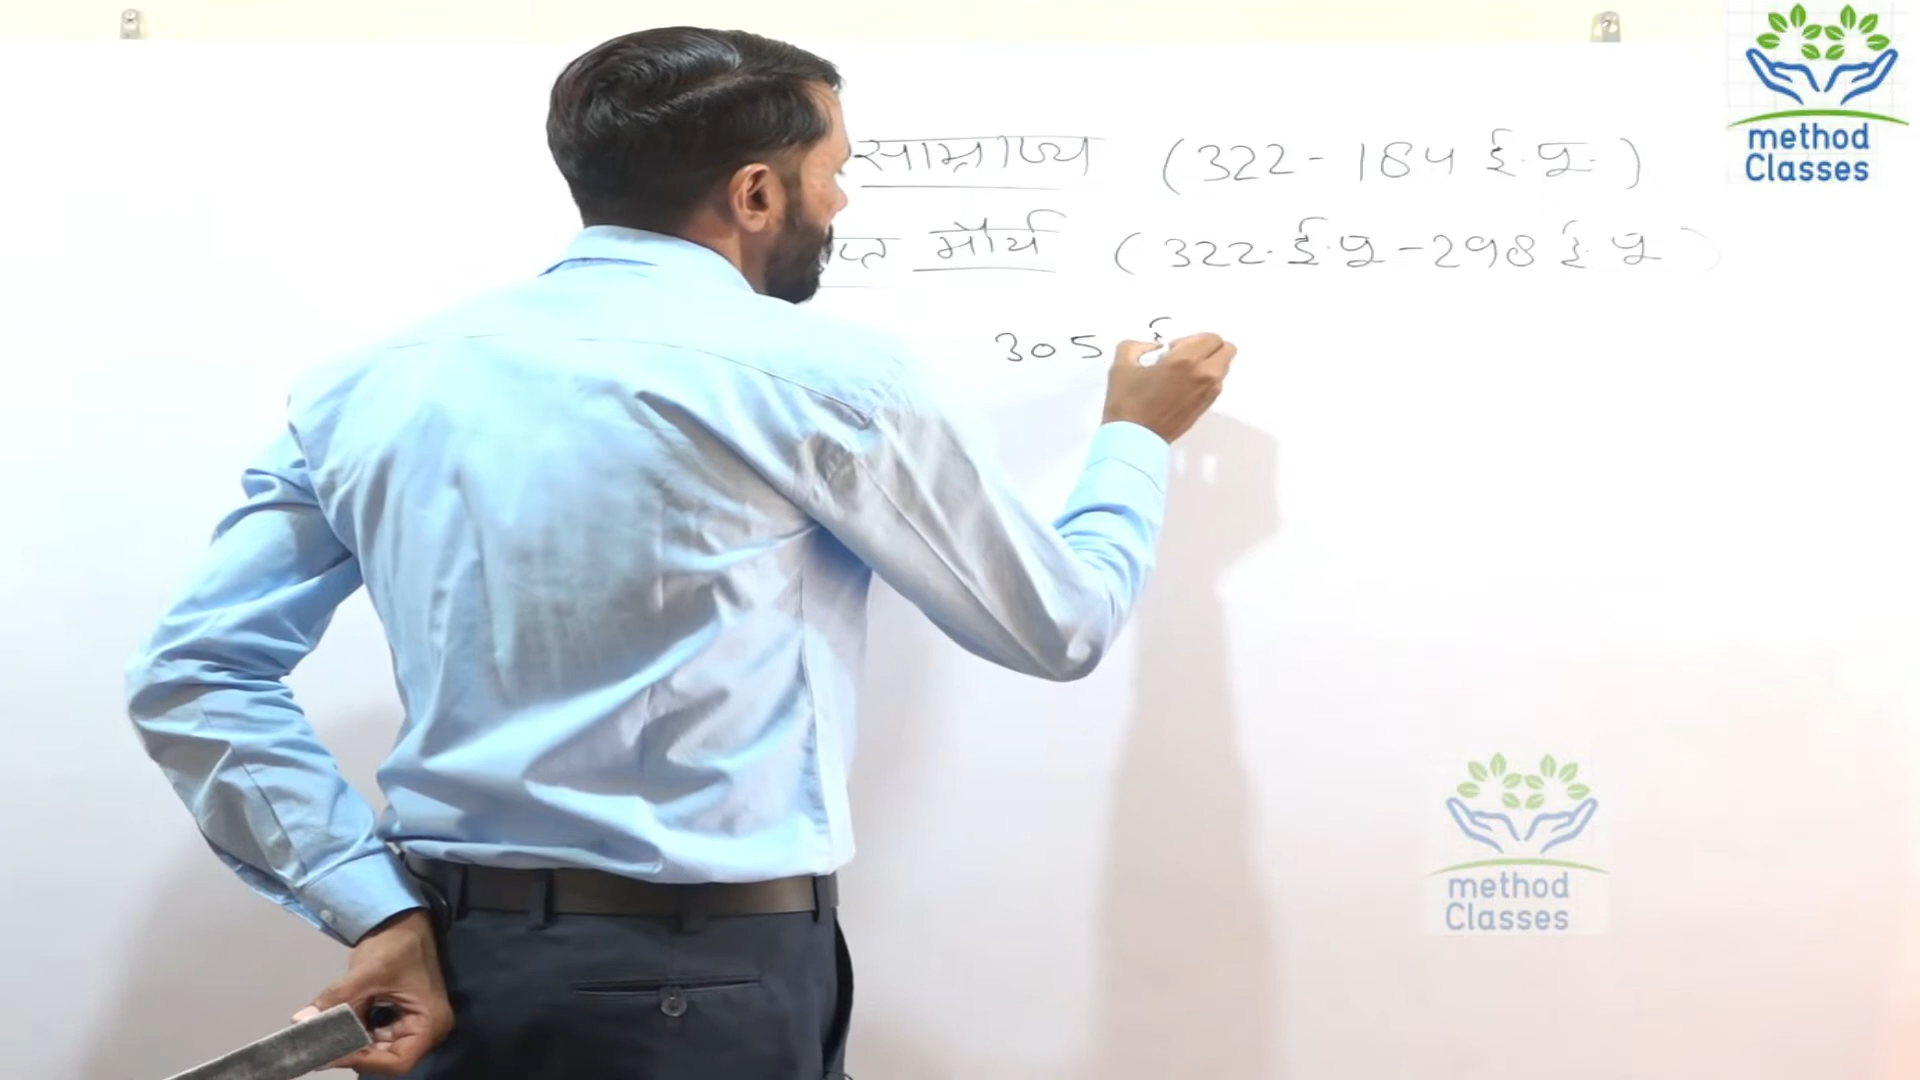 method
Classes
साम्राज्य (322-184 ई.पू.)
प्त मौर्य (322. ई.पू-298 ई पू)
305 ई
method
Classes